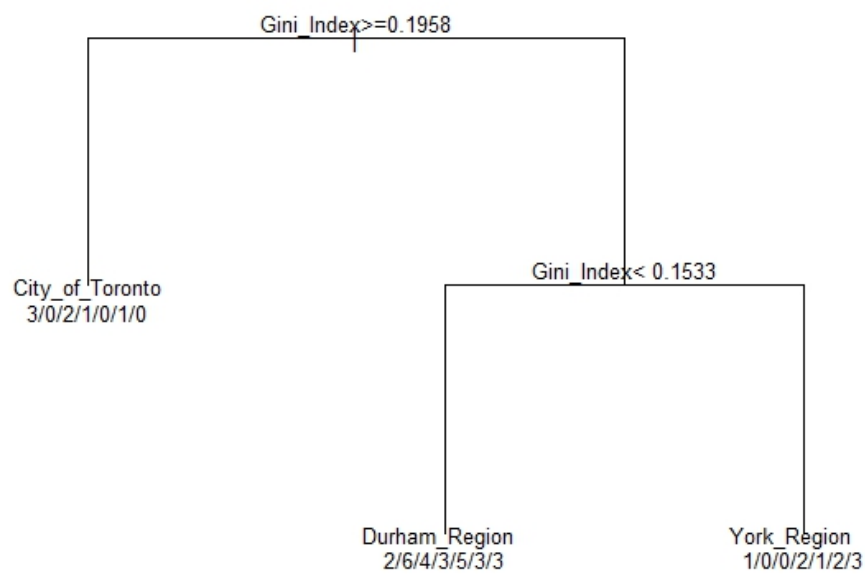 Gini_Index>=0.1958
Gini_Index< 0.1533
City_of_Toronto
3/0/2/1/0/1/0
Durham_Region
2/6/4/3/5/3/3
York_Region
1/0/0/2/1/2/3